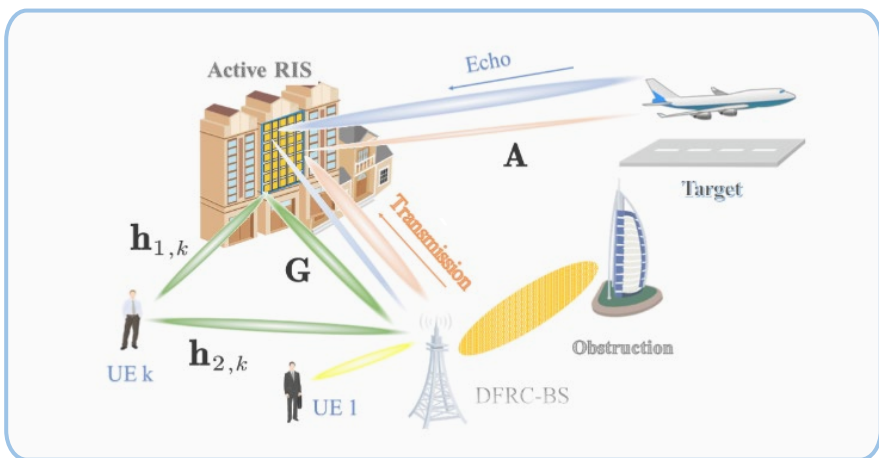 Active RIS
Echo
A
Target
Transmission
h₁,ₖ
G
Obstruction
h₂,ₖ
UE k
UE 1
DFRC-BS